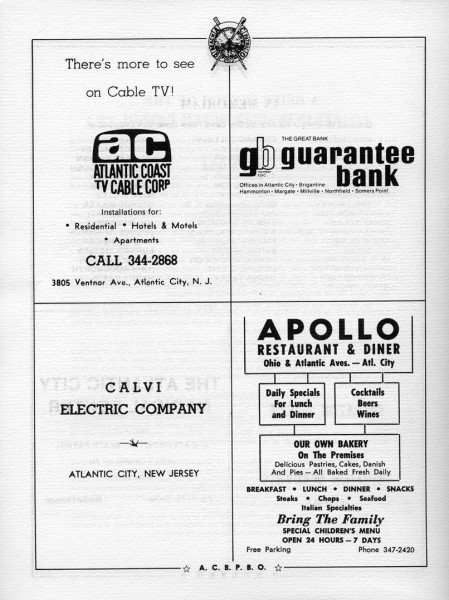 There's more to see
on Cable TV!
ac
ATLANTIC COAST
TV CABLE CORP
Installations for:
* Residential * Hotels & Motels
* Apartments
CALL 344-2868
3805 Ventnor Ave., Atlantic City, N. J.
THE GREAT BANK
gb guarantee
bank
Offices in Atlantic City • Brigantine
Hammonton • Margate • Millville • Northfield • Somers Point
CALVI
ELECTRIC COMPANY
ATLANTIC CITY, NEW JERSEY
APOLLO
RESTAURANT & DINER
Ohio & Atlantic Aves. — Atl. City
Daily Specials
For Lunch
and Dinner
Cocktails
Beers
Wines
OUR OWN BAKERY
On The Premises
Delicious Pastries, Cakes, Danish
And Pies — All Baked Fresh Daily
BREAKFAST • LUNCH • DINNER • SNACKS
Steaks • Chops • Seafood
Italian Specialties
Bring The Family
SPECIAL CHILDREN'S MENU
OPEN 24 HOURS — 7 DAYS
Free Parking Phone 347-2420
A. C. B. P. B. O.